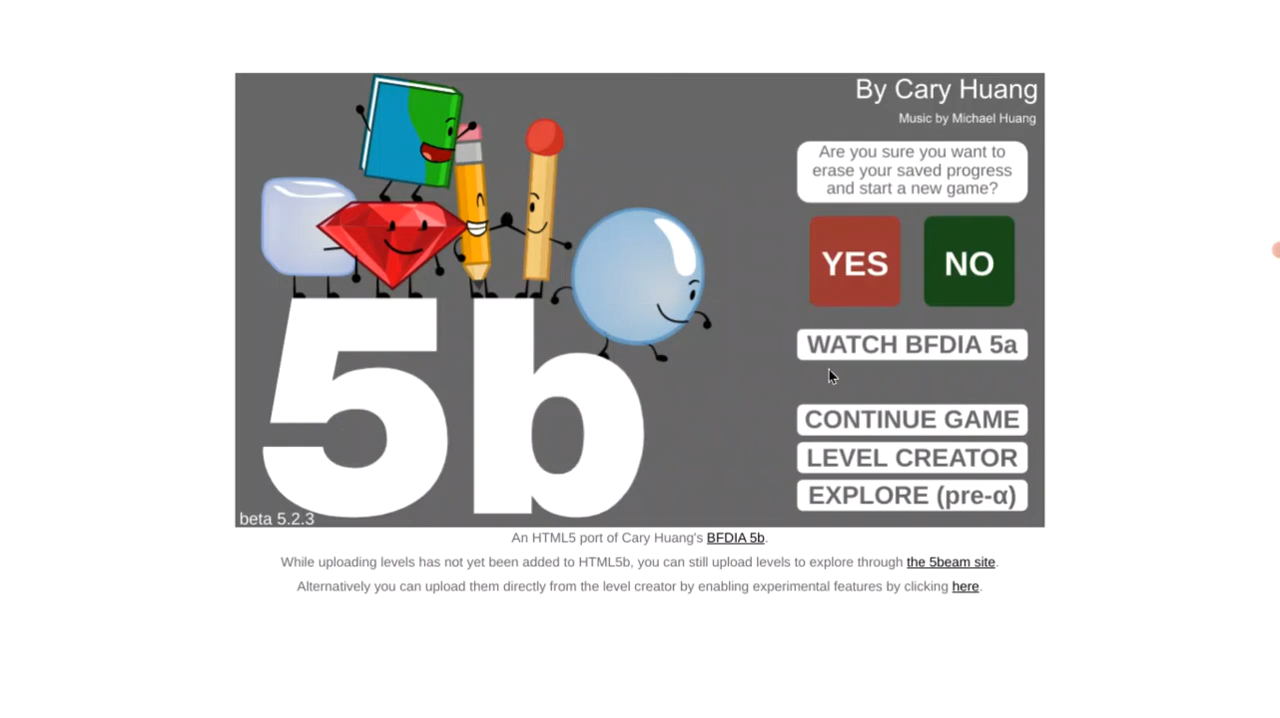 By Cary Huang
Music by Michael Huang
Are you sure you want to
erase your saved progress
and start a new game?
YES NO
WATCH BFDIA 5a
CONTINUE GAME
LEVEL CREATOR
EXPLORE (pre-α)
5b
beta 5.2.3
An HTML5 port of Cary Huang's BFDIA 5b.
While uploading levels has not yet been added to HTML5b, you can still upload levels to explore through the 5beam site.
Alternatively you can upload them directly from the level creator by enabling experimental features by clicking here.